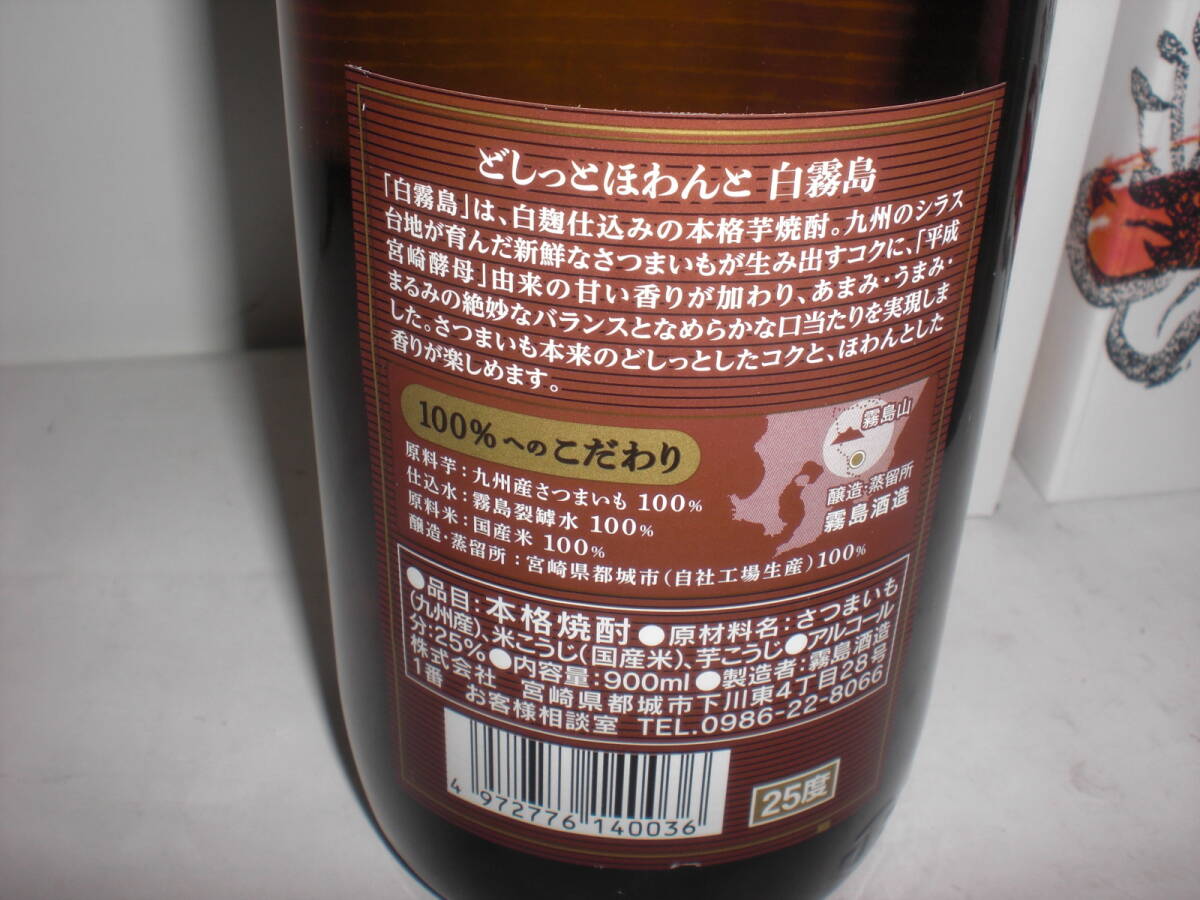 どしっとほわんと 白霧島
「白霧島」は、白麹仕込みの本格芋焼酎。九州のシラス
台地が育んだ新鮮なさつまいもが生み出すコクに、「平成
宮崎酵母」由来の甘い香りが加わり、あまみ・うまみ・
まるみの絶妙なバランスとなめらかな口当たりを実現しま
した。さつまいも本来のどしっとしたコクと、ほわんとした
香りが楽しめます。
100%へのこだわり
原料芋：九州産さつまいも 100%
仕込水：霧島裂罅水 100%
原料米：国産米 100%
醸造・蒸留所：宮崎県都城市(自社工場生産)100%
霧島山
醸造・蒸留所
霧島酒造
●品目：本格焼酎 ●原材料名：さつまいも
(九州産)、米こうじ(国産米)、芋こうじ●アルコール
分：25% ●内容量：900ml ●製造者：霧島酒造
株式会社 宮崎県都城市下川東4丁目28号
1番 お客様相談室 TEL.0986-22-8066
4 972776 140036
25度